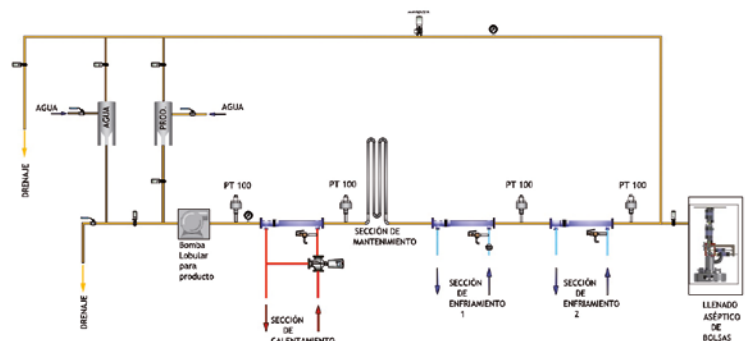 AGUA
AGUA
PROD.
AGUA
DRENAJE
PT 100
PT 100
PT 100
PT 100
SECCIÓN DE
MANTENIMIENTO
Bomba
Lobular
para
producto
DRENAJE
SECCIÓN
DE
CALENTAMIENTO
SECCIÓN
DE
ENFRIAMIENTO
1
SECCIÓN
DE
ENFRIAMIENTO
2
LLENADO
ASÉPTICO
DE
BOLSAS